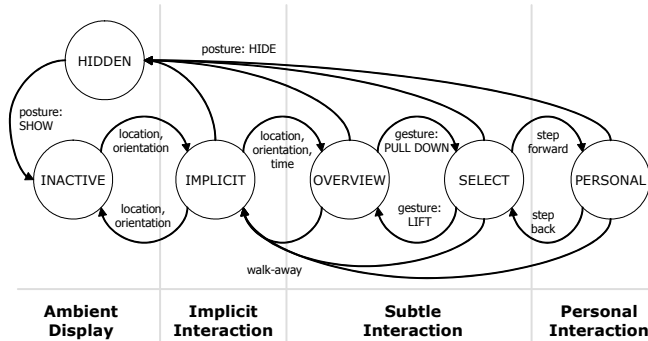 posture: HIDE
HIDDEN
posture:
SHOW
location,
orientation
location,
orientation,
time
gesture:
PULL DOWN
step
forward
INACTIVE
IMPLICIT
OVERVIEW
SELECT
PERSONAL
location,
orientation
gesture:
LIFT
step
back
walk-away
Ambient
Display
Implicit
Interaction
Subtle
Interaction
Personal
Interaction